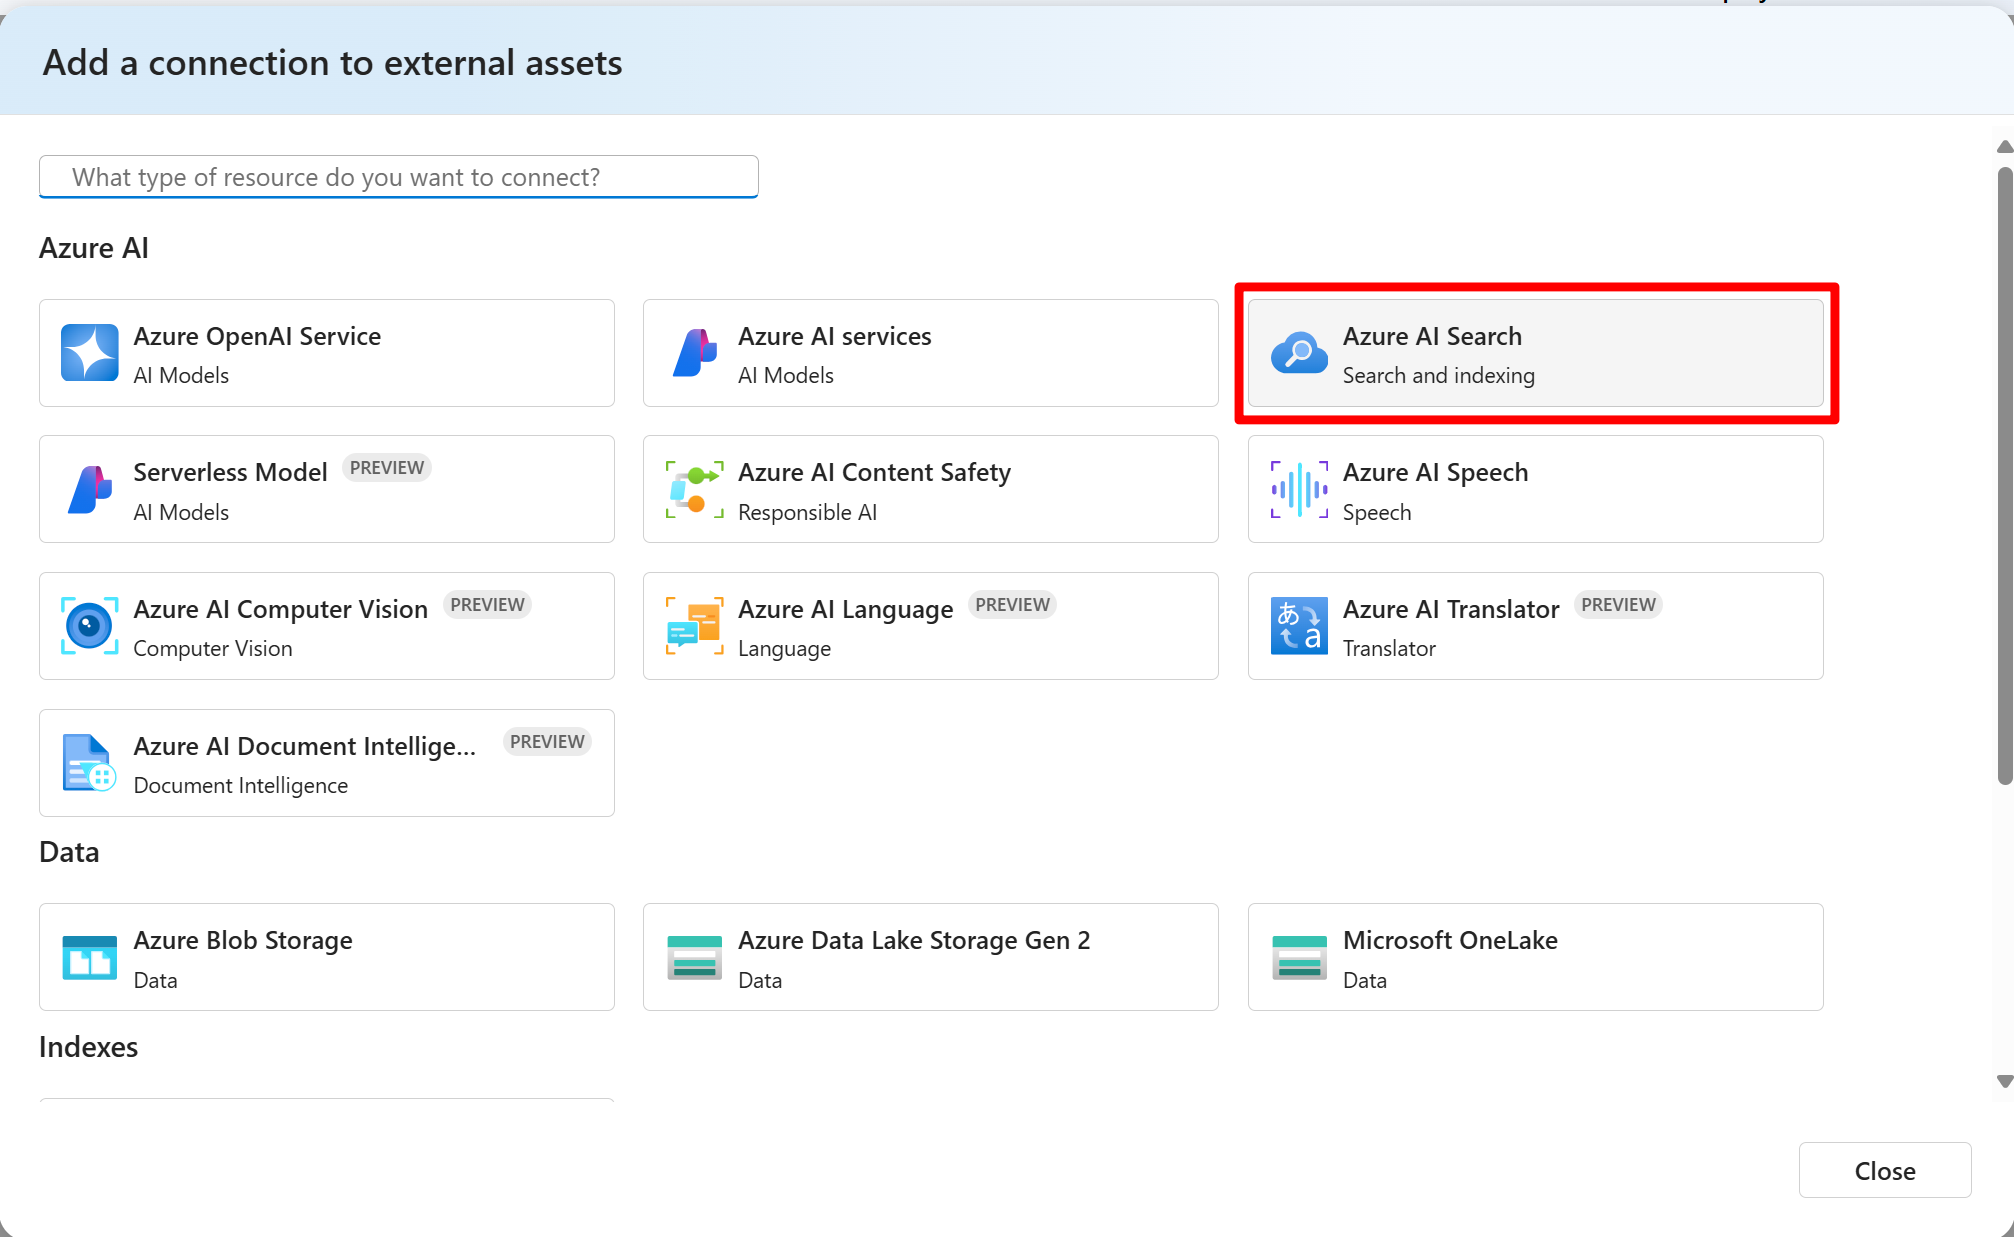 Add a connection to external assets
What type of resource do you want to connect?
Azure AI
Azure OpenAI Service
AI Models
Azure AI services
AI Models
Azure AI Search
Search and indexing
Serverless Model PREVIEW
AI Models
Azure AI Content Safety
Responsible AI
Azure AI Speech
Speech
Azure AI Computer Vision PREVIEW
Computer Vision
Azure AI Language PREVIEW
Language
Azure AI Translator PREVIEW
Translator
Azure AI Document Intellige... PREVIEW
Document Intelligence
Data
Azure Blob Storage
Data
Azure Data Lake Storage Gen 2
Data
Microsoft OneLake
Data
Indexes
Close